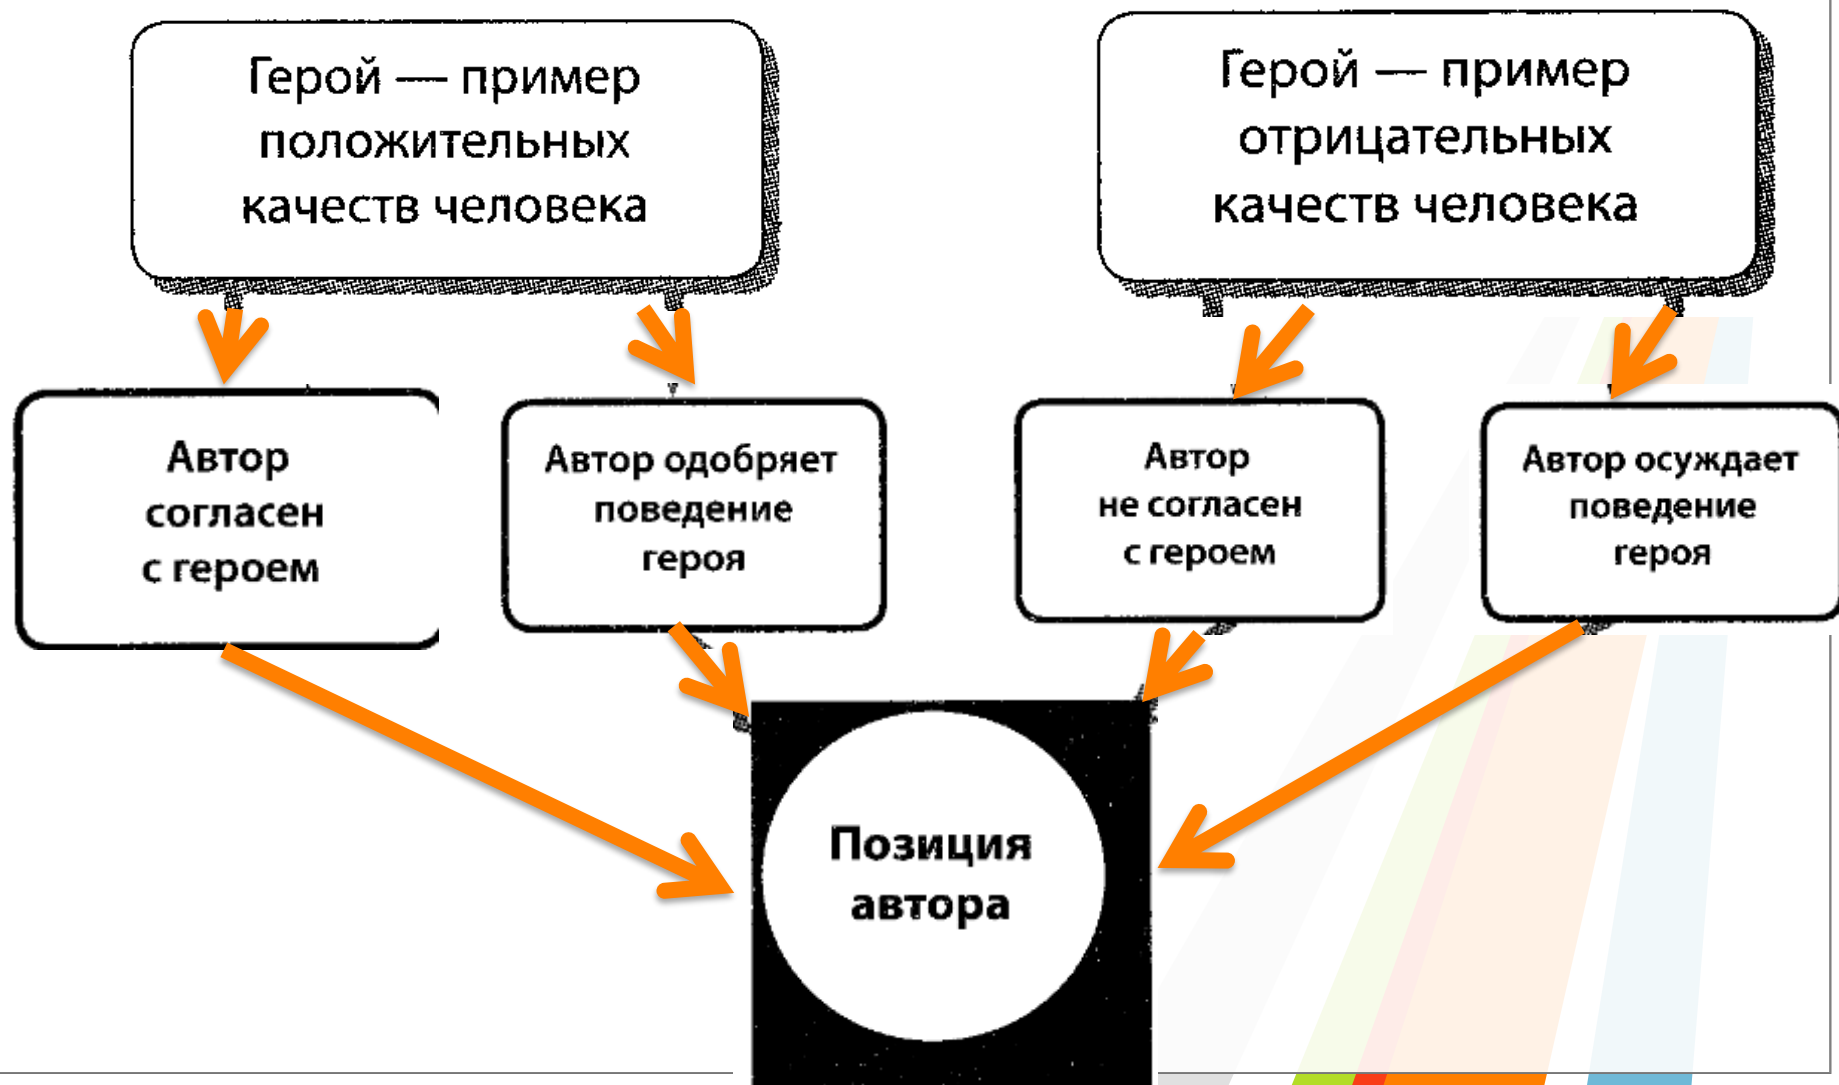 Герой — пример
положительных
качеств человека
Герой — пример
отрицательных
качеств человека
Автор
согласен
с героем
Автор одобряет
поведение
героя
Автор
не согласен
с героем
Автор осуждает
поведение
героя
Позиция
автора